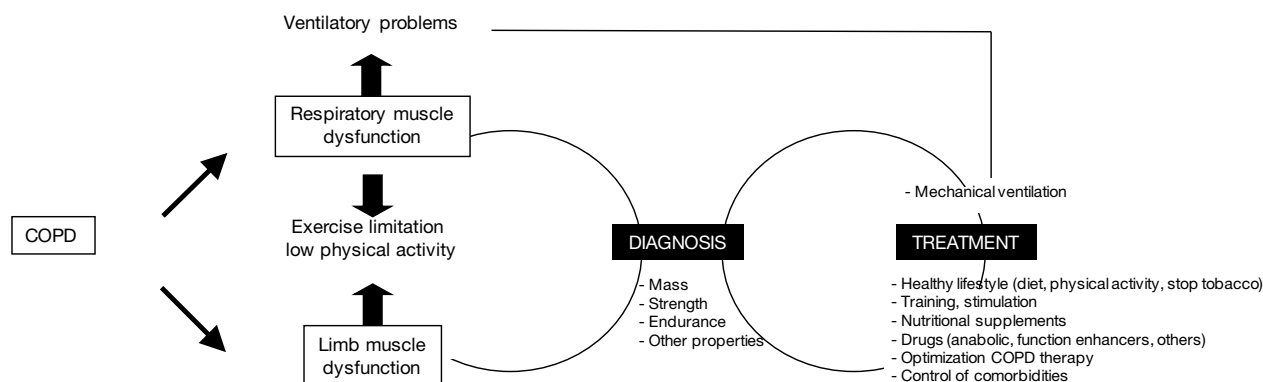 Ventilatory problems
Respiratory muscle
dysfunction
Exercise limitation
low physical activity
COPD
Limb muscle
dysfunction
DIAGNOSIS
- Mass
- Strength
- Endurance
- Other properties
- Mechanical ventilation
TREATMENT
- Healthy lifestyle (diet, physical activity, stop tobacco)
- Training, stimulation
- Nutritional supplements
- Drugs (anabolic, function enhancers, others)
- Optimization COPD therapy
- Control of comorbidities